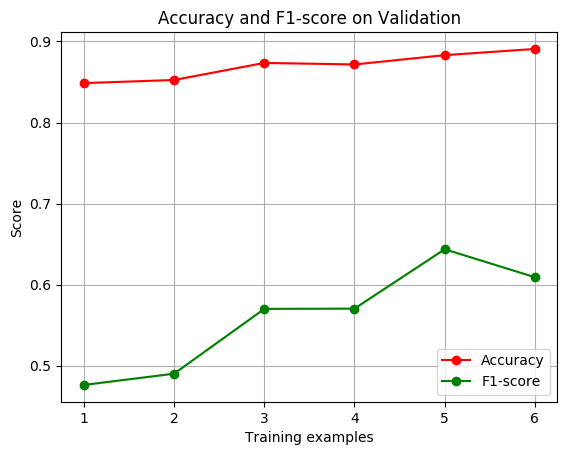 Accuracy and F1-score on Validation
0.9
0.8
0.7
0.6
0.5
Score
Accuracy
F1-score
1 2 3 4 5 6
Training examples